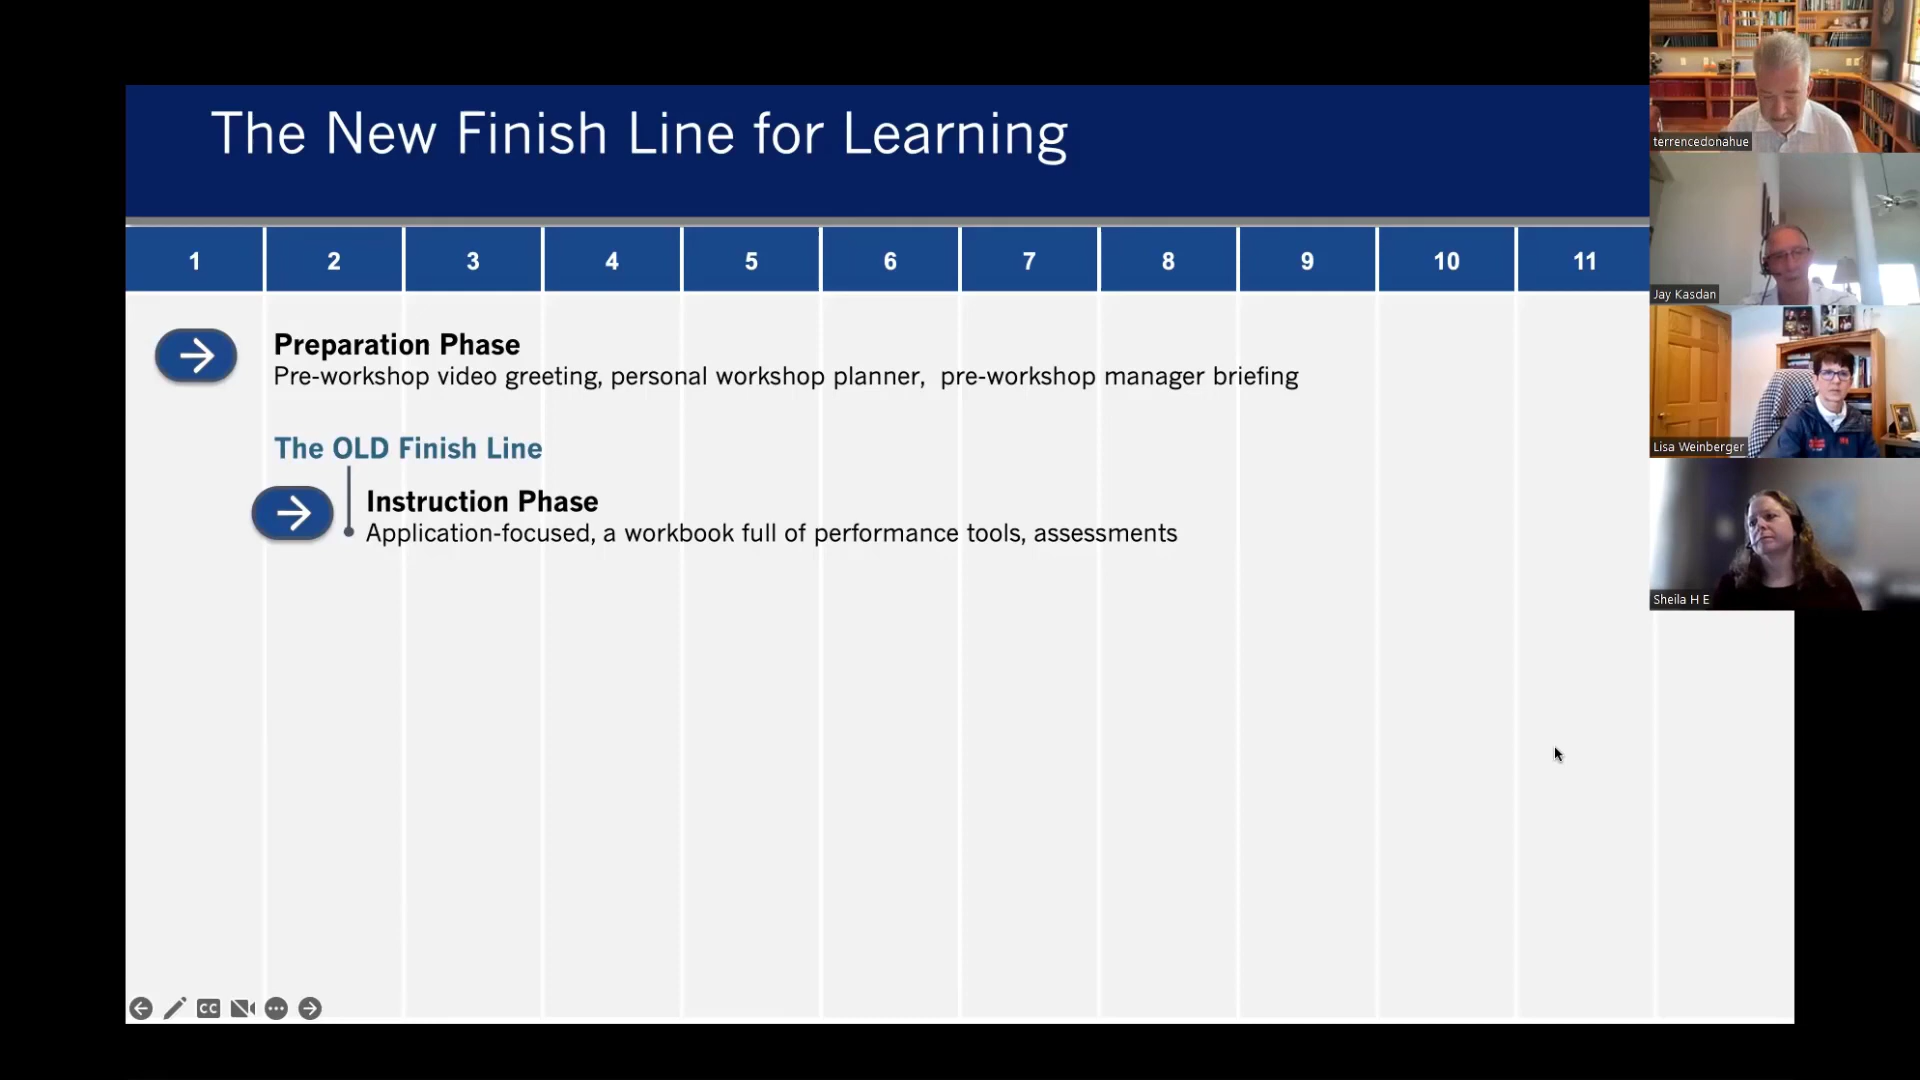 The New Finish Line for Learning
1 2 3 4 5 6 7 8 9 10 11
Preparation Phase
Pre-workshop video greeting, personal workshop planner, pre-workshop manager briefing
The OLD Finish Line
Instruction Phase
Application-focused, a workbook full of performance tools, assessments
CC
terrencedonahue
Jay Kasdan
Lisa Weinberger
Sheila H E